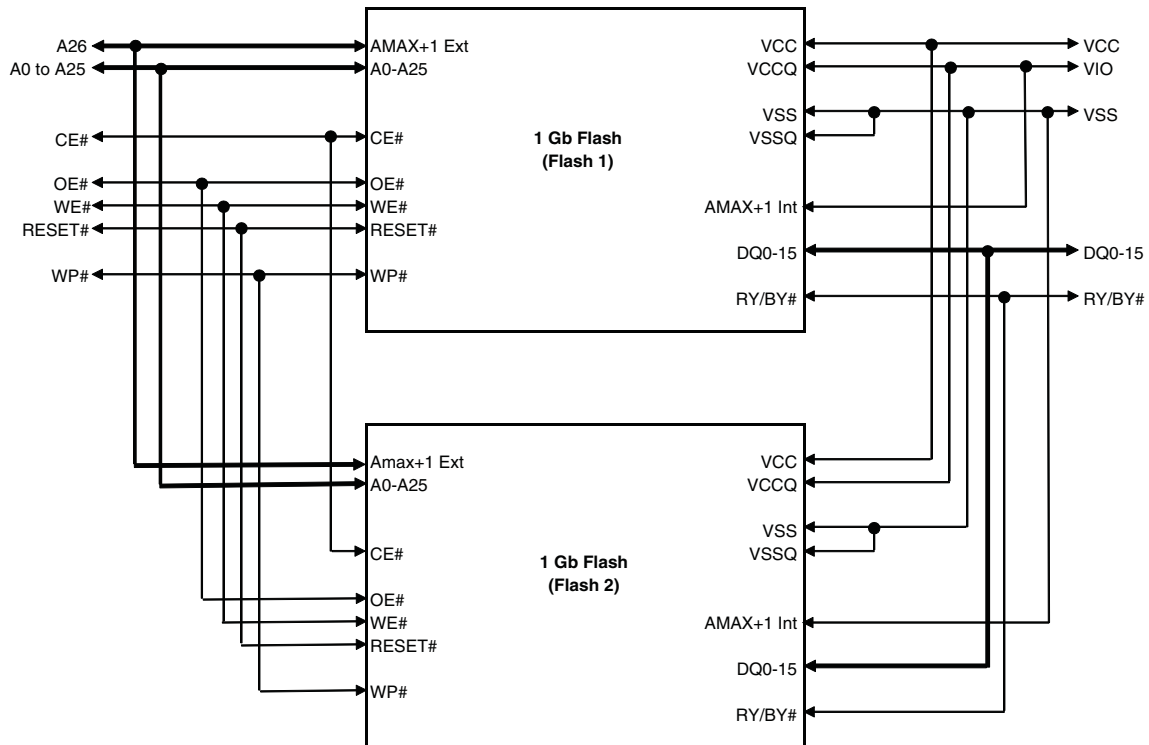 A26
A0 to A25
CE#
OE#
WE#
RESET#
WP#
AMAX+1 Ext
A0-A25
CE#
OE#
WE#
RESET#
WP#
1 Gb Flash
(Flash 1)
VCC
VCCQ
VSS
VSSQ
AMAX+1 Int
DQ0-15
RY/BY#
VCC
VIO
VSS
DQ0-15
RY/BY#
Amax+1 Ext
A0-A25
CE#
OE#
WE#
RESET#
WP#
1 Gb Flash
(Flash 2)
VCC
VCCQ
VSS
VSSQ
AMAX+1 Int
DQ0-15
RY/BY#